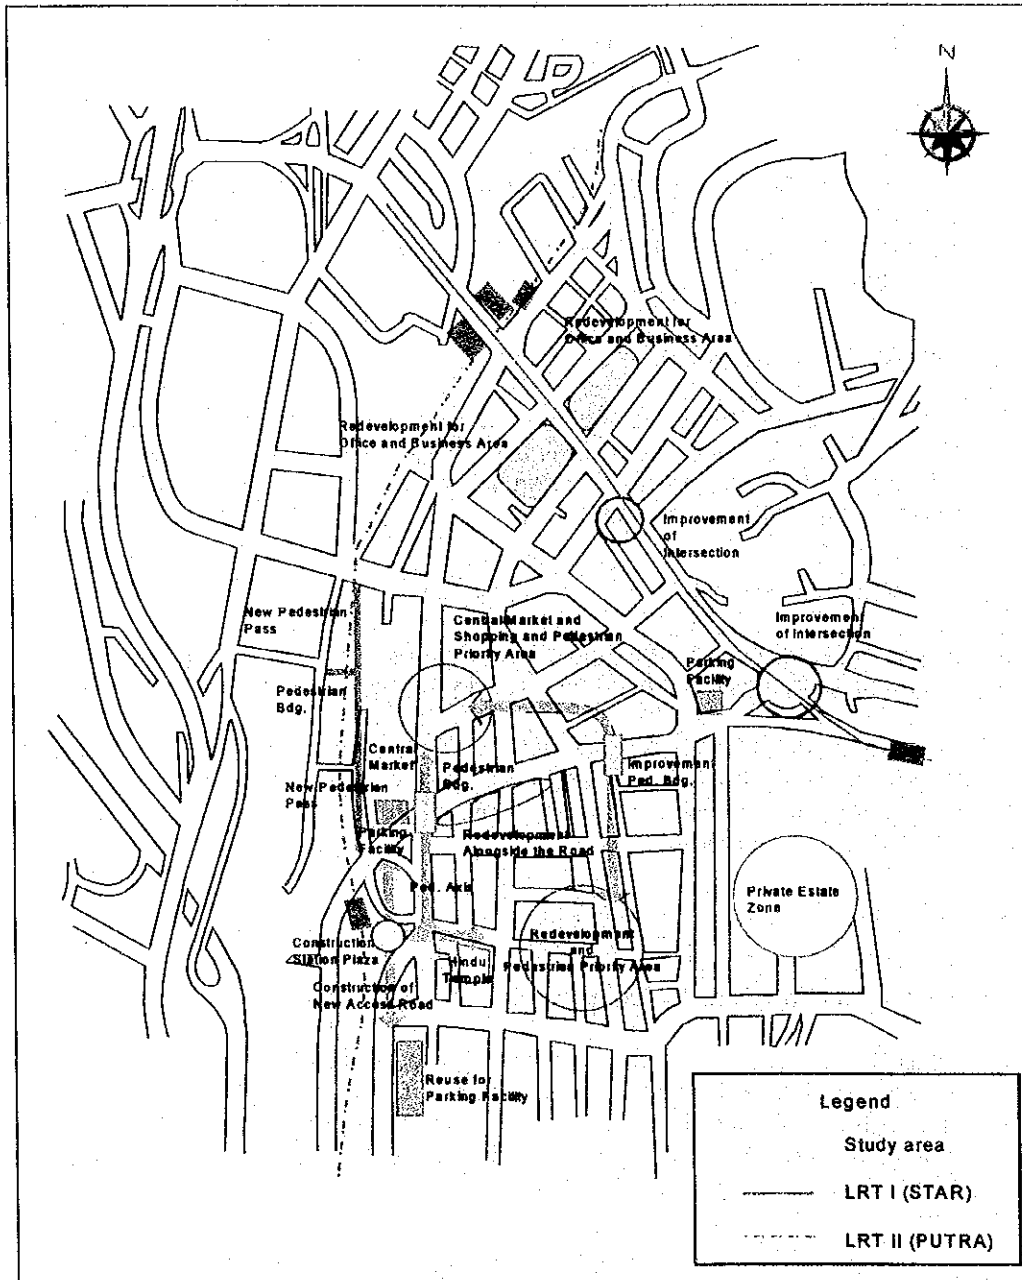 N
Redevelopment for
Office and Business Area
Redevelopment for
Office and Business Area
Improvement
of
Intersection
New Pedestrian
Pass
Central Market and
Shopping and Pedestrian
Priority Area
Improvement
of Intersection
Parking
Facility
Pedestrian
Bdg.
Central
Market
Pedestrian
Bdg.
Improvement
Ped. Bdg.
New Pedestrian
Pass
Parking
Facility
Redevelopment
Alongside the Road
Ped. Axis
Private Estate
Zone
Redevelopment
and
Pedestrian Priority Area
Construction
Station Plaza
Hindu
Temple
Construction of
New Access Road
Reuse for
Parking Facility
Legend
Study area
LRT I (STAR)
LRT II (PUTRA)